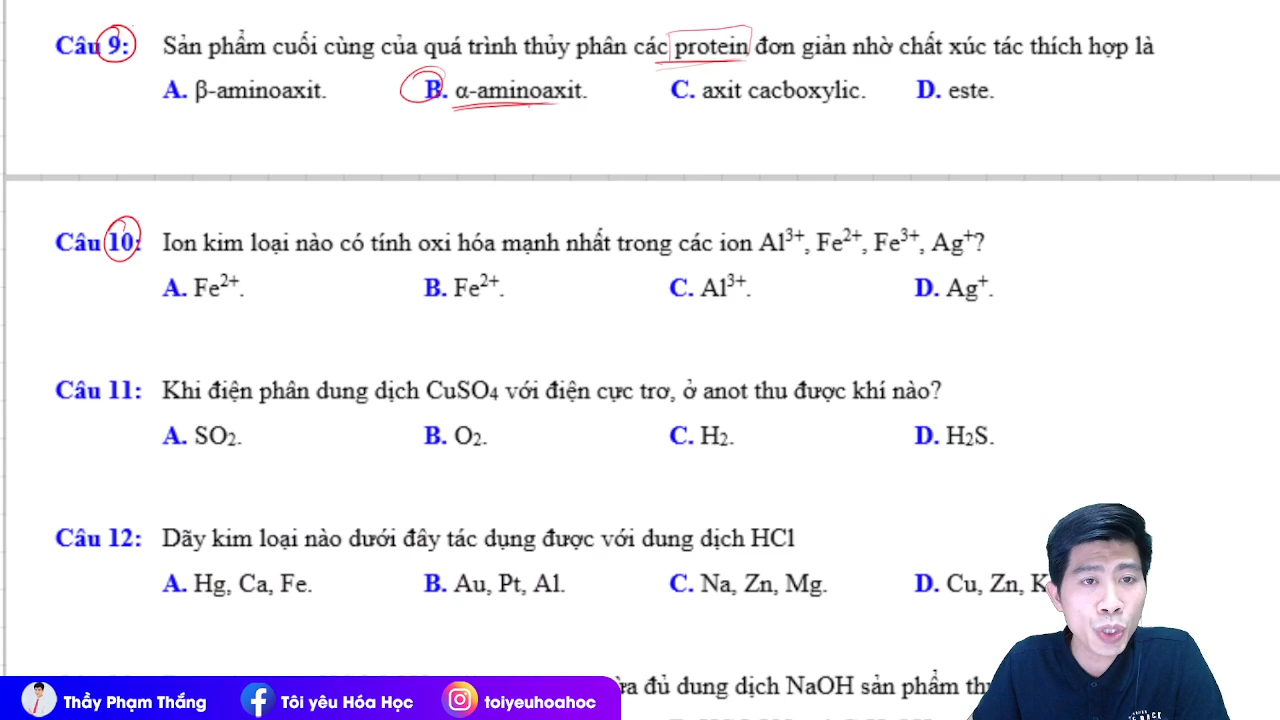 Câu 9: Sản phẩm cuối cùng của quá trình thủy phân các protein đơn giản nhờ chất xúc tác thích hợp là
A. β-aminoaxit. B. α-aminoaxit. C. axit cacboxylic. D. este.
Câu 10: Ion kim loại nào có tính oxi hóa mạnh nhất trong các ion Al³⁺, Fe²⁺, Fe³⁺, Ag⁺?
A. Fe²⁺. B. Fe²⁺. C. Al³⁺. D. Ag⁺.
Câu 11: Khi điện phân dung dịch CuSO₄ với điện cực trơ, ở anot thu được khí nào?
A. SO₂. B. O₂. C. H₂. D. H₂S.
Câu 12: Dãy kim loại nào dưới đây tác dụng được với dung dịch HCl
A. Hg, Ca, Fe. B. Au, Pt, Al. C. Na, Zn, Mg. D. Cu, Zn, K
đủ dung dịch NaOH sản phẩm
Thầy Phạm Thắng Tôi yêu Hóa Học toiyeuhoahoc